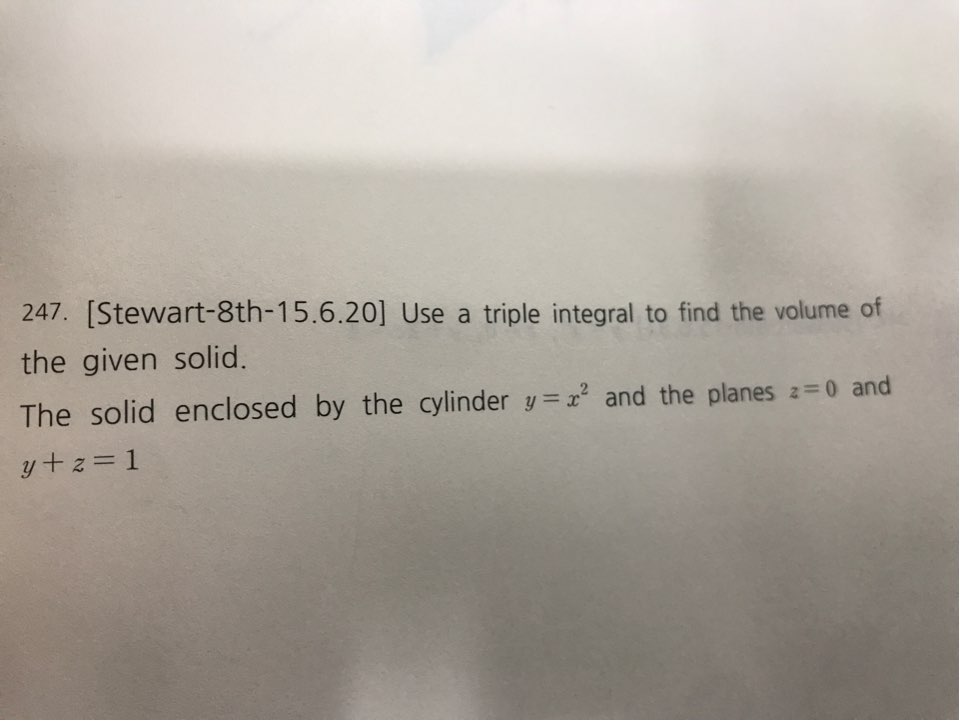 247. [Stewart-8th-15.6.20] Use a triple integral to find the volume of
the given solid.
The solid enclosed by the cylinder y = x² and the planes z = 0 and
y + z = 1